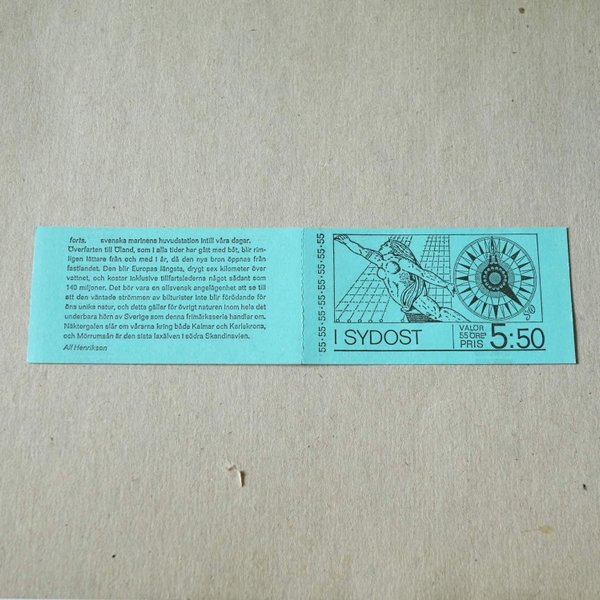 forts. svenska marinens huvudstation intill våra dagar.
Överfarten till Öland, som i alla tider har gått med båt, blir rim-
ligen lättare från och med i år, då den nya bron öppnas från
fastlandet. Den blir Europas längsta, drygt sex kilometer över
vattnet, och kostar inklusive tillfartslederna något sådant som
140 miljoner. Det bör vara en allsvensk angelägenhet att se till
att den väntade strömmen av bilturister inte blir förödande för
öns unika natur, och detta gäller för övrigt naturen inom hela det
underbara hörn av Sverige som denna frimärksserie handlar om.
Näktergalen slår om vårarna kring både Kalmar och Karlskrona,
och Mörrumsån är den sista laxälven i södra Skandinavien.
Alf Henrikson
55·55·55·55·55·55·55·55·55
I SYDOST
VALÖR
55 ÖRE
PRIS 5:50